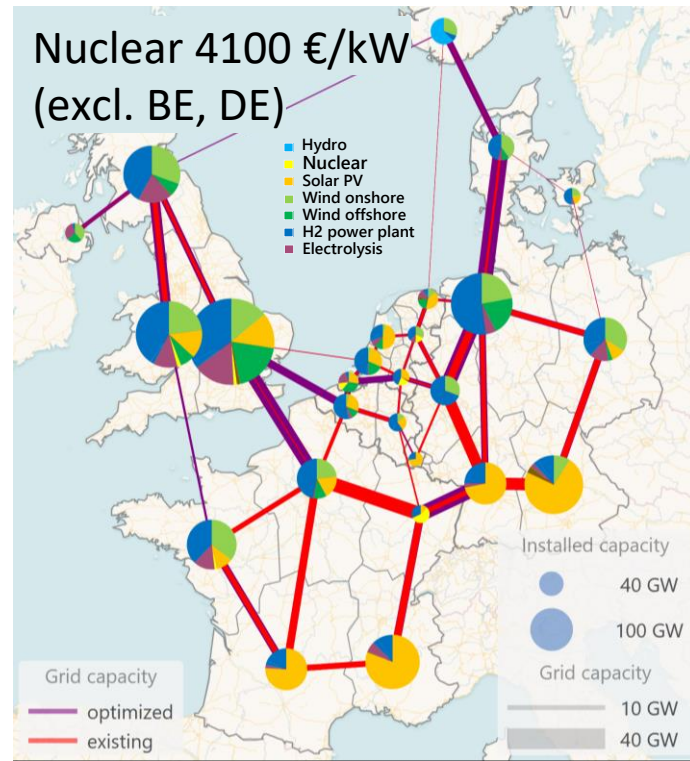 Nuclear 4100 €/kW
(excl. BE, DE)
Hydro
Nuclear
Solar PV
Wind onshore
Wind offshore
H2 power plant
Electrolysis
Installed capacity
40 GW
100 GW
Grid capacity
10 GW
40 GW
Grid capacity
optimized
existing